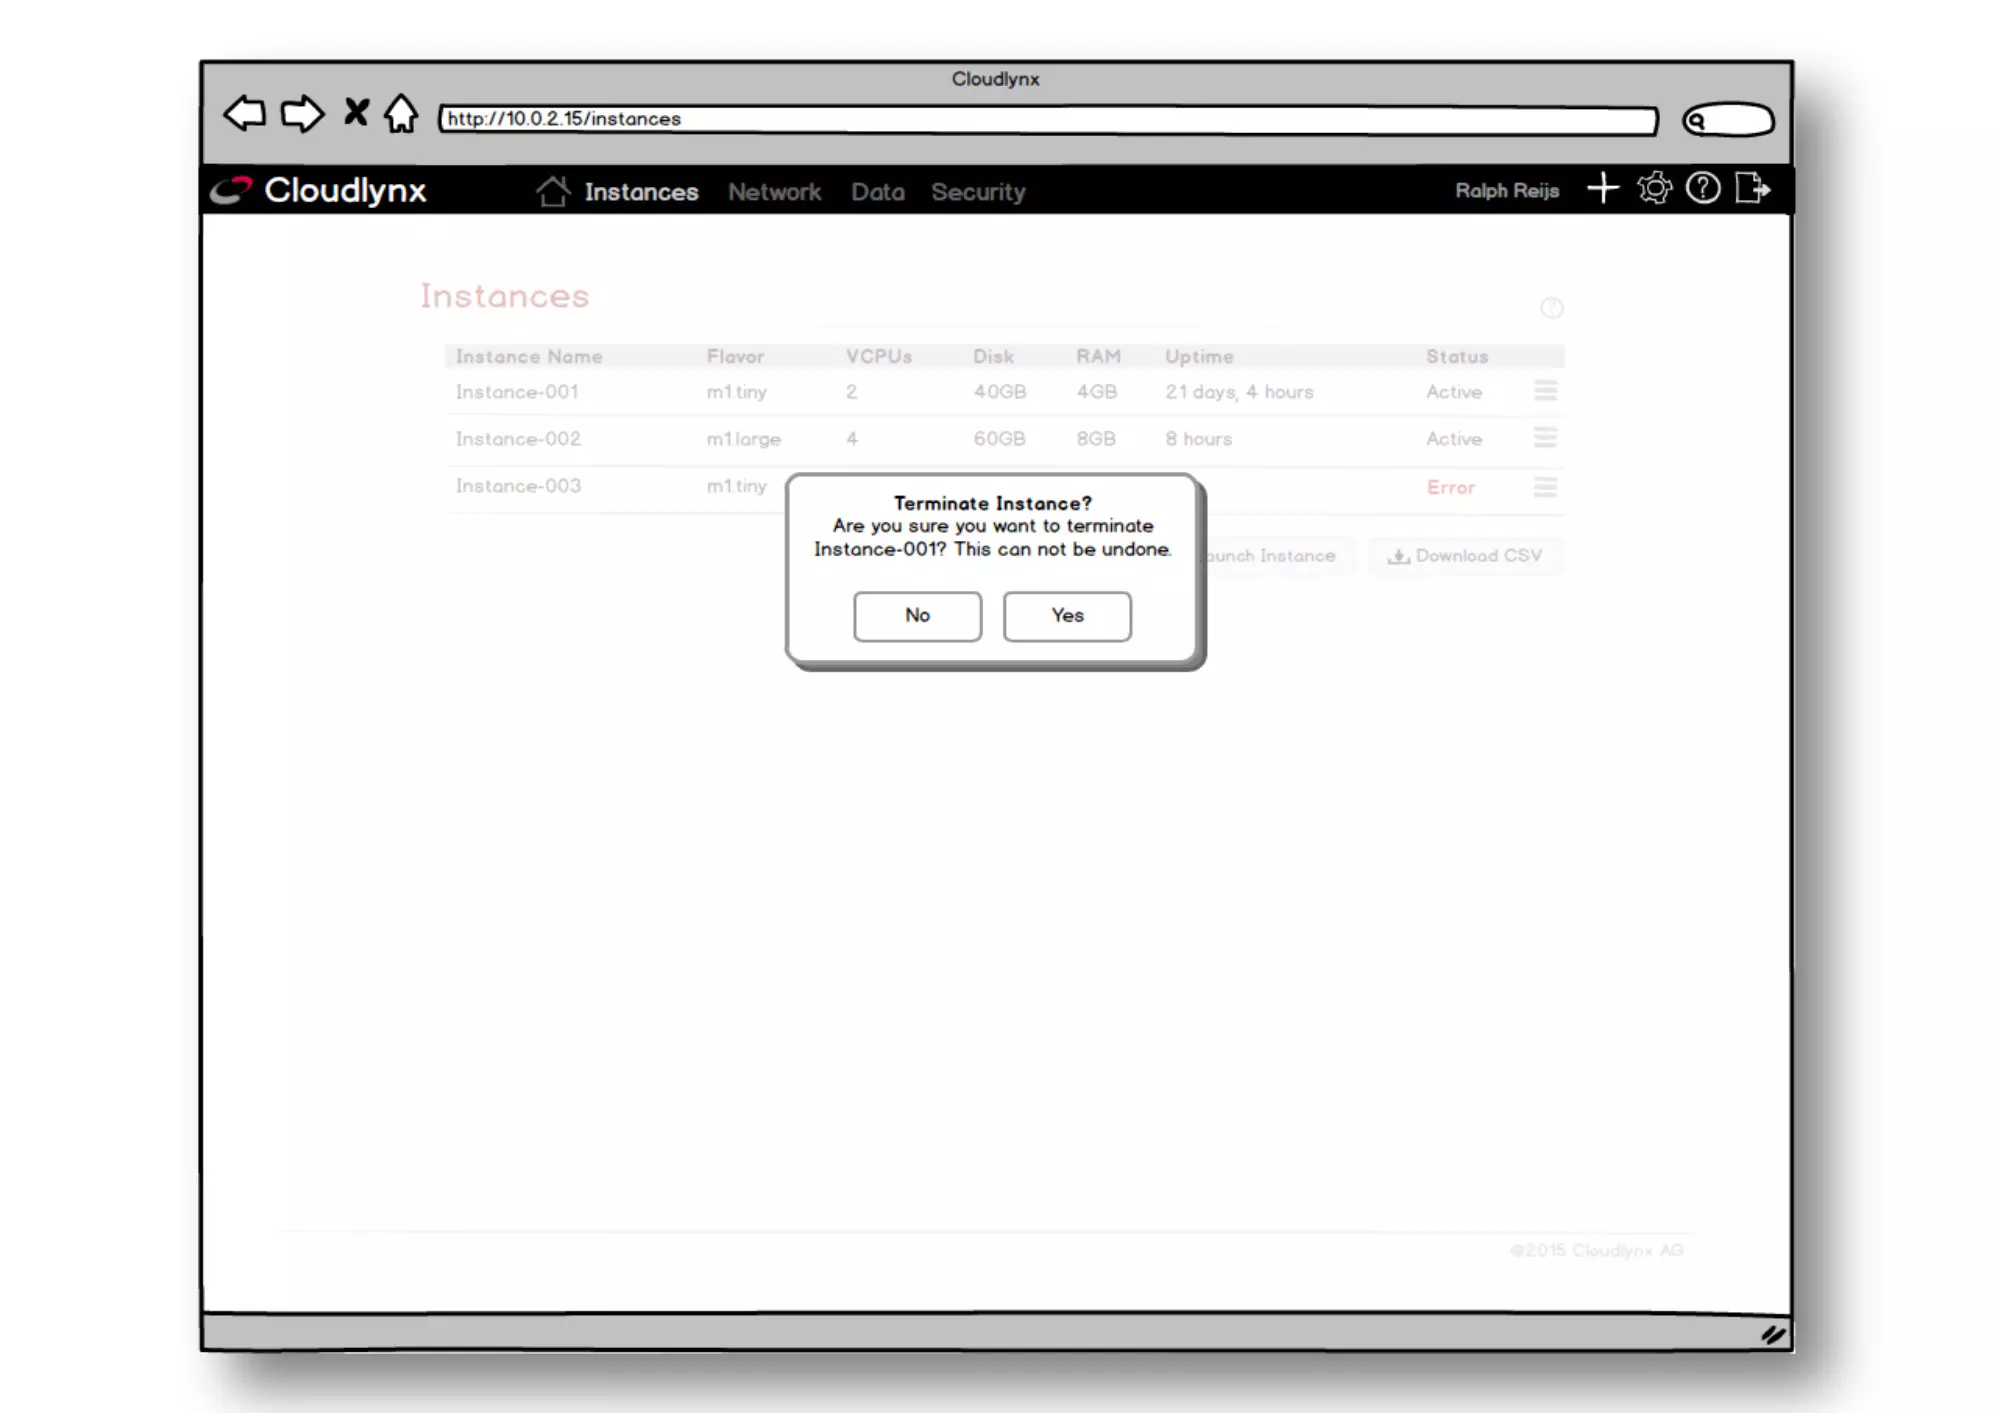 Cloudlynx
http://10.0.2.15/instances
Cloudlynx Instances Network Data Security Ralph Reijs
Instances
Instance Name Flavor VCPUs Disk RAM Uptime Status
Instance-001 m1.tiny 2 40GB 4GB 21 days, 4 hours Active
Instance-002 m1.large 4 60GB 8GB 8 hours Active
Instance-003 m1.tiny Error
Terminate Instance?
Are you sure you want to terminate
Instance-001? This can not be undone.
Instance Download CSV
No Yes
©2015 Cloudlynx AG